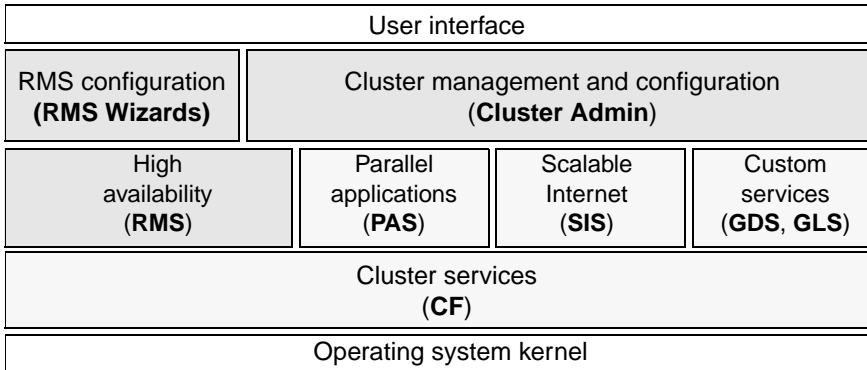 User interface
RMS configuration
(RMS Wizards)
Cluster management and configuration
(Cluster Admin)
High
availability
(RMS)
Parallel
applications
(PAS)
Scalable
Internet
(SIS)
Custom
services
(GDS, GLS)
Cluster services
(CF)
Operating system kernel